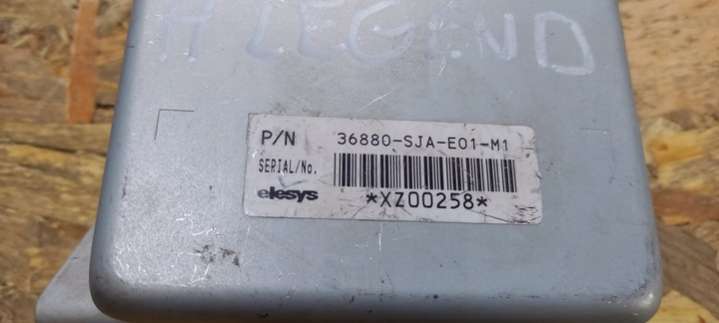 H LEGEND
P/N 36880-SJA-E01-M1
SERIAL/No.
elesys *XZ00258*